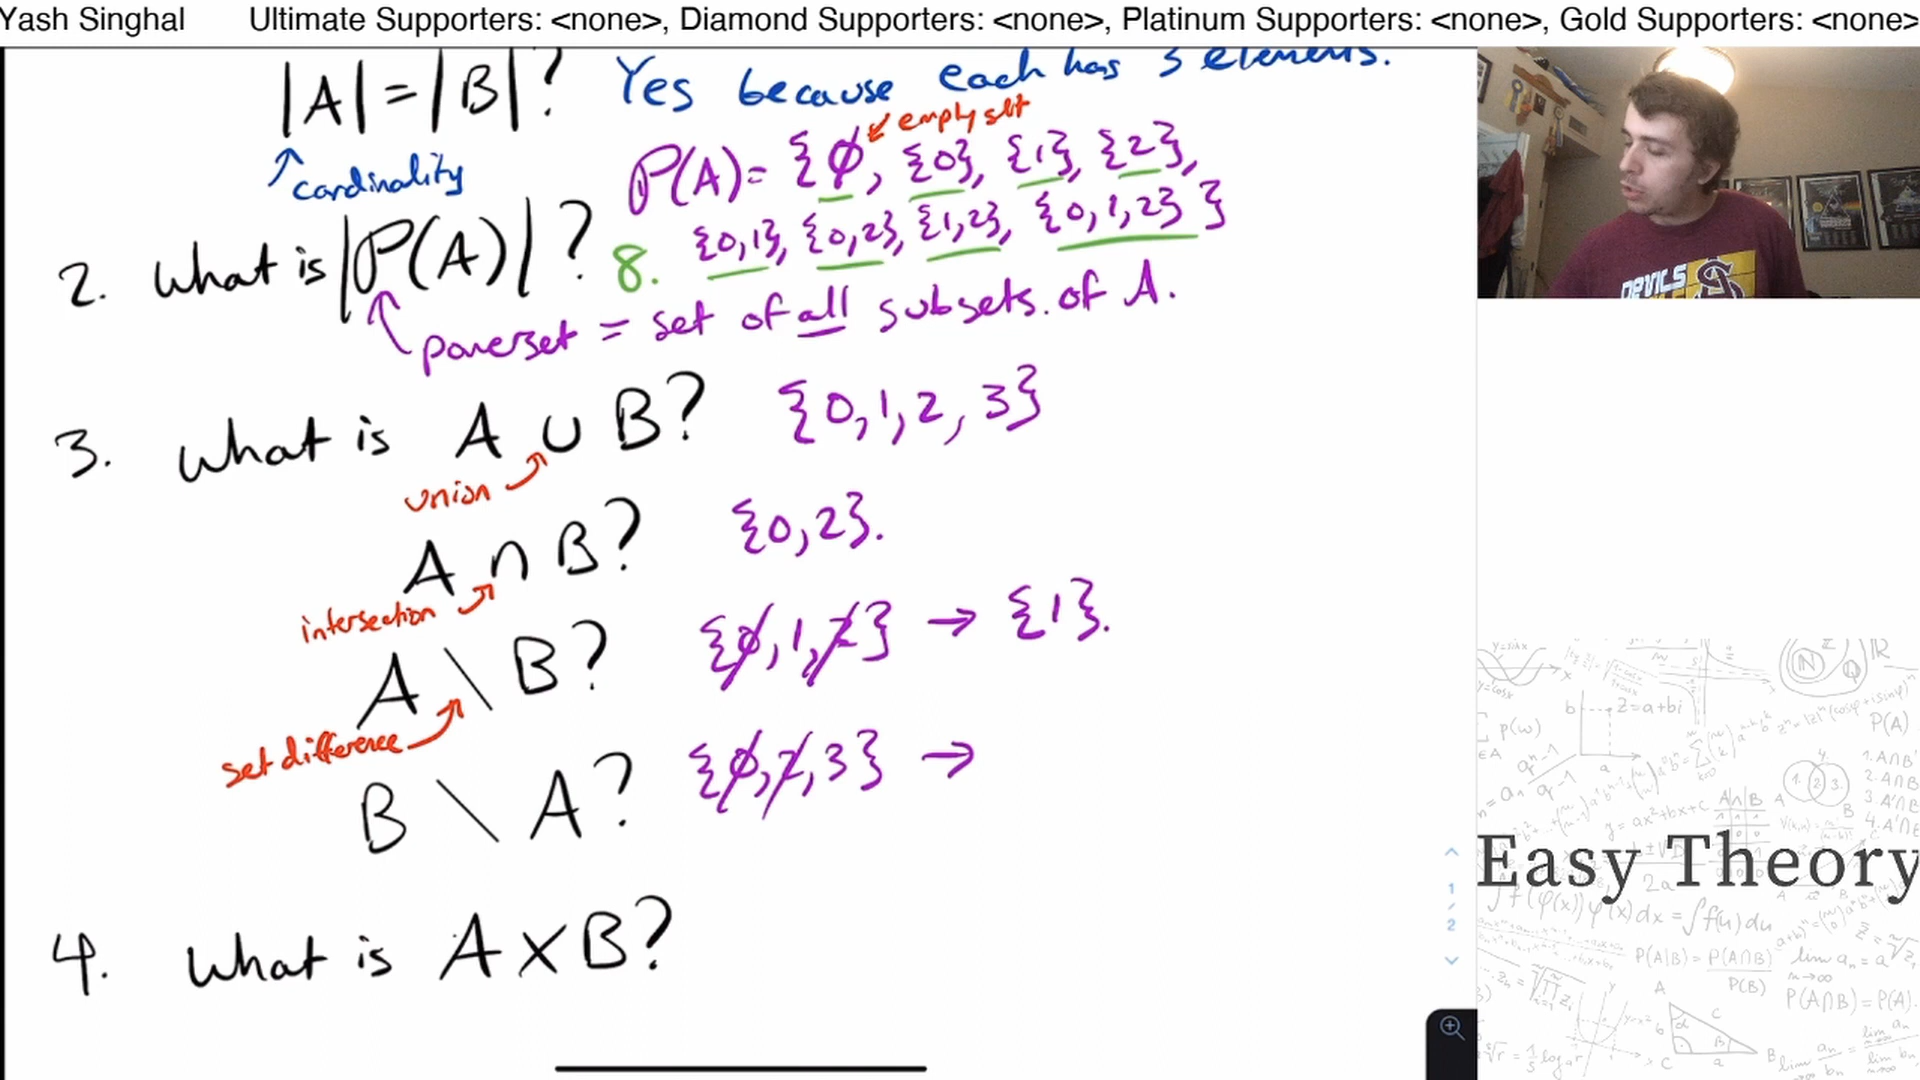 Yash Singhal Ultimate Supporters: <none>, Diamond Supporters: <none>, Platinum Supporters: <none>, Gold Supporters: <none>
|A|=|B|? Yes because each has 3 elements.
cardinality
empty set
P(A)= {∅, {0}, {1}, {2},
{0,1}, {0,2}, {1,2}, {0,1,2} }
2. What is |P(A)|? 8.
powerset = set of all subsets. of A.
3. What is A ∪ B? {0,1,2,3}
union
A ∩ B? {0,2}.
intersection
A \ B? {0,1,2} → {1}.
set difference
B \ A? {0,2,3} →
4. What is A×B?
1
/
2
DEVILS
Easy Theory